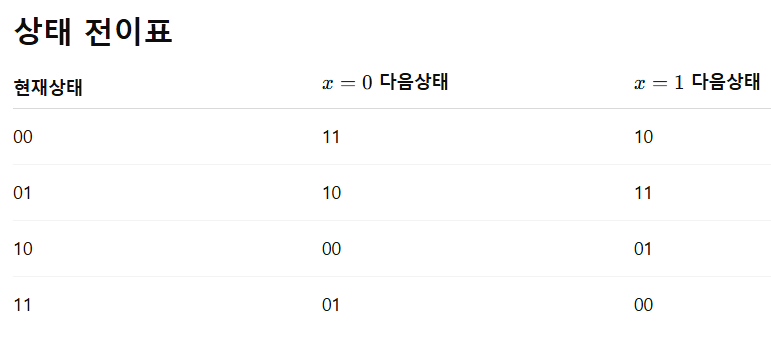 상태 전이표
현재상태 x = 0 다음상태 x = 1 다음상태
00 11 10
01 10 11
10 00 01
11 01 00